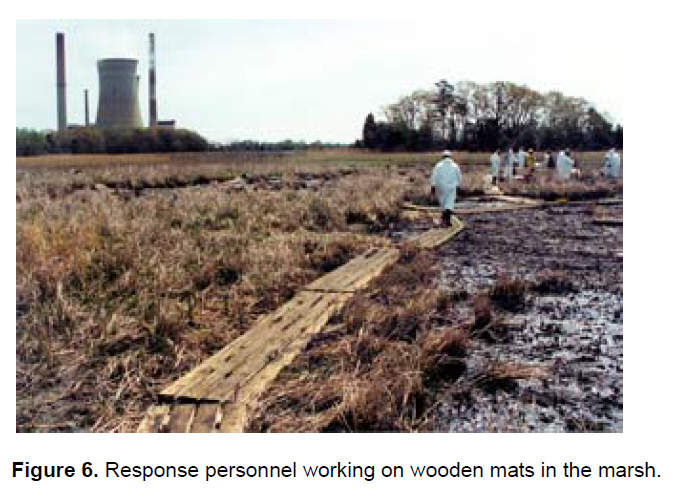 Figure 6. Response personnel working on wooden mats in the marsh.